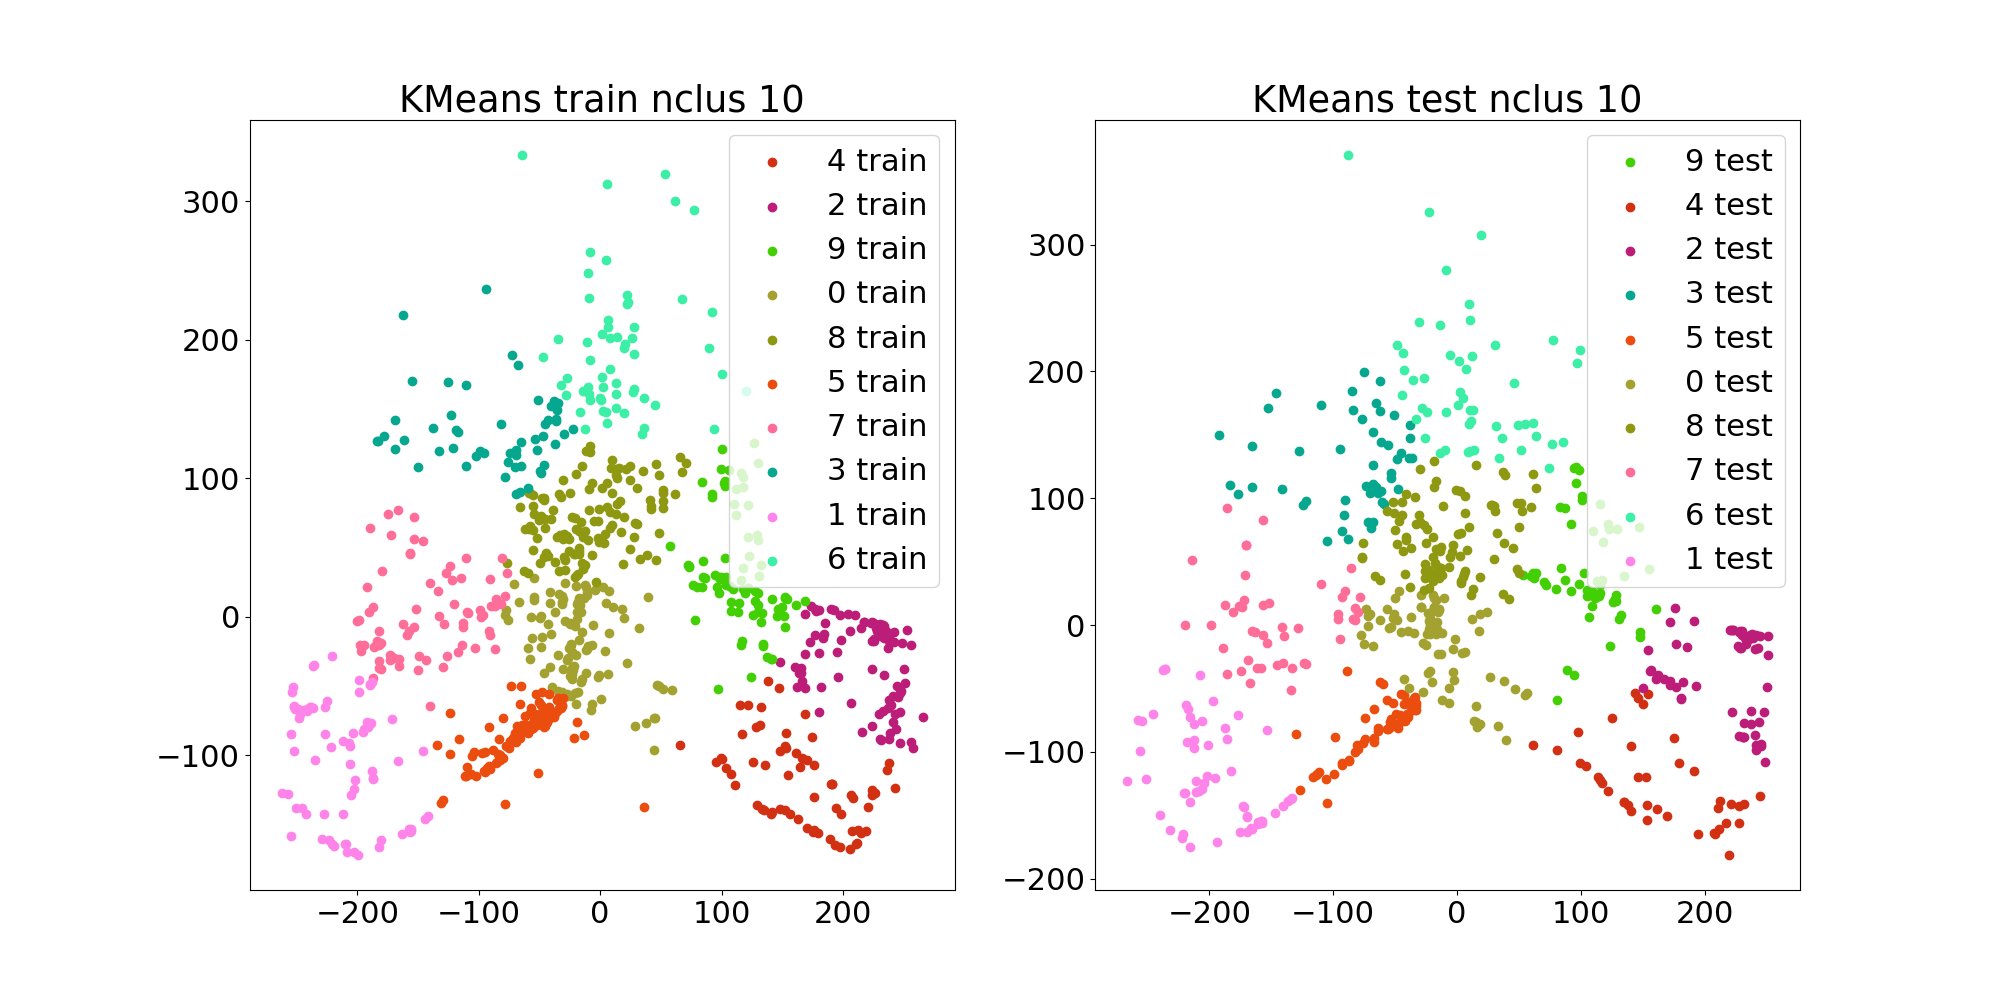 KMeans train nclus 10
4 train
2 train
9 train
0 train
8 train
5 train
7 train
3 train
1 train
6 train
300
200
100
0
−100
−200
−100
0
100
200
KMeans test nclus 10
9 test
4 test
2 test
3 test
5 test
0 test
8 test
7 test
6 test
1 test
300
200
100
0
−100
−200
−200
−100
0
100
200